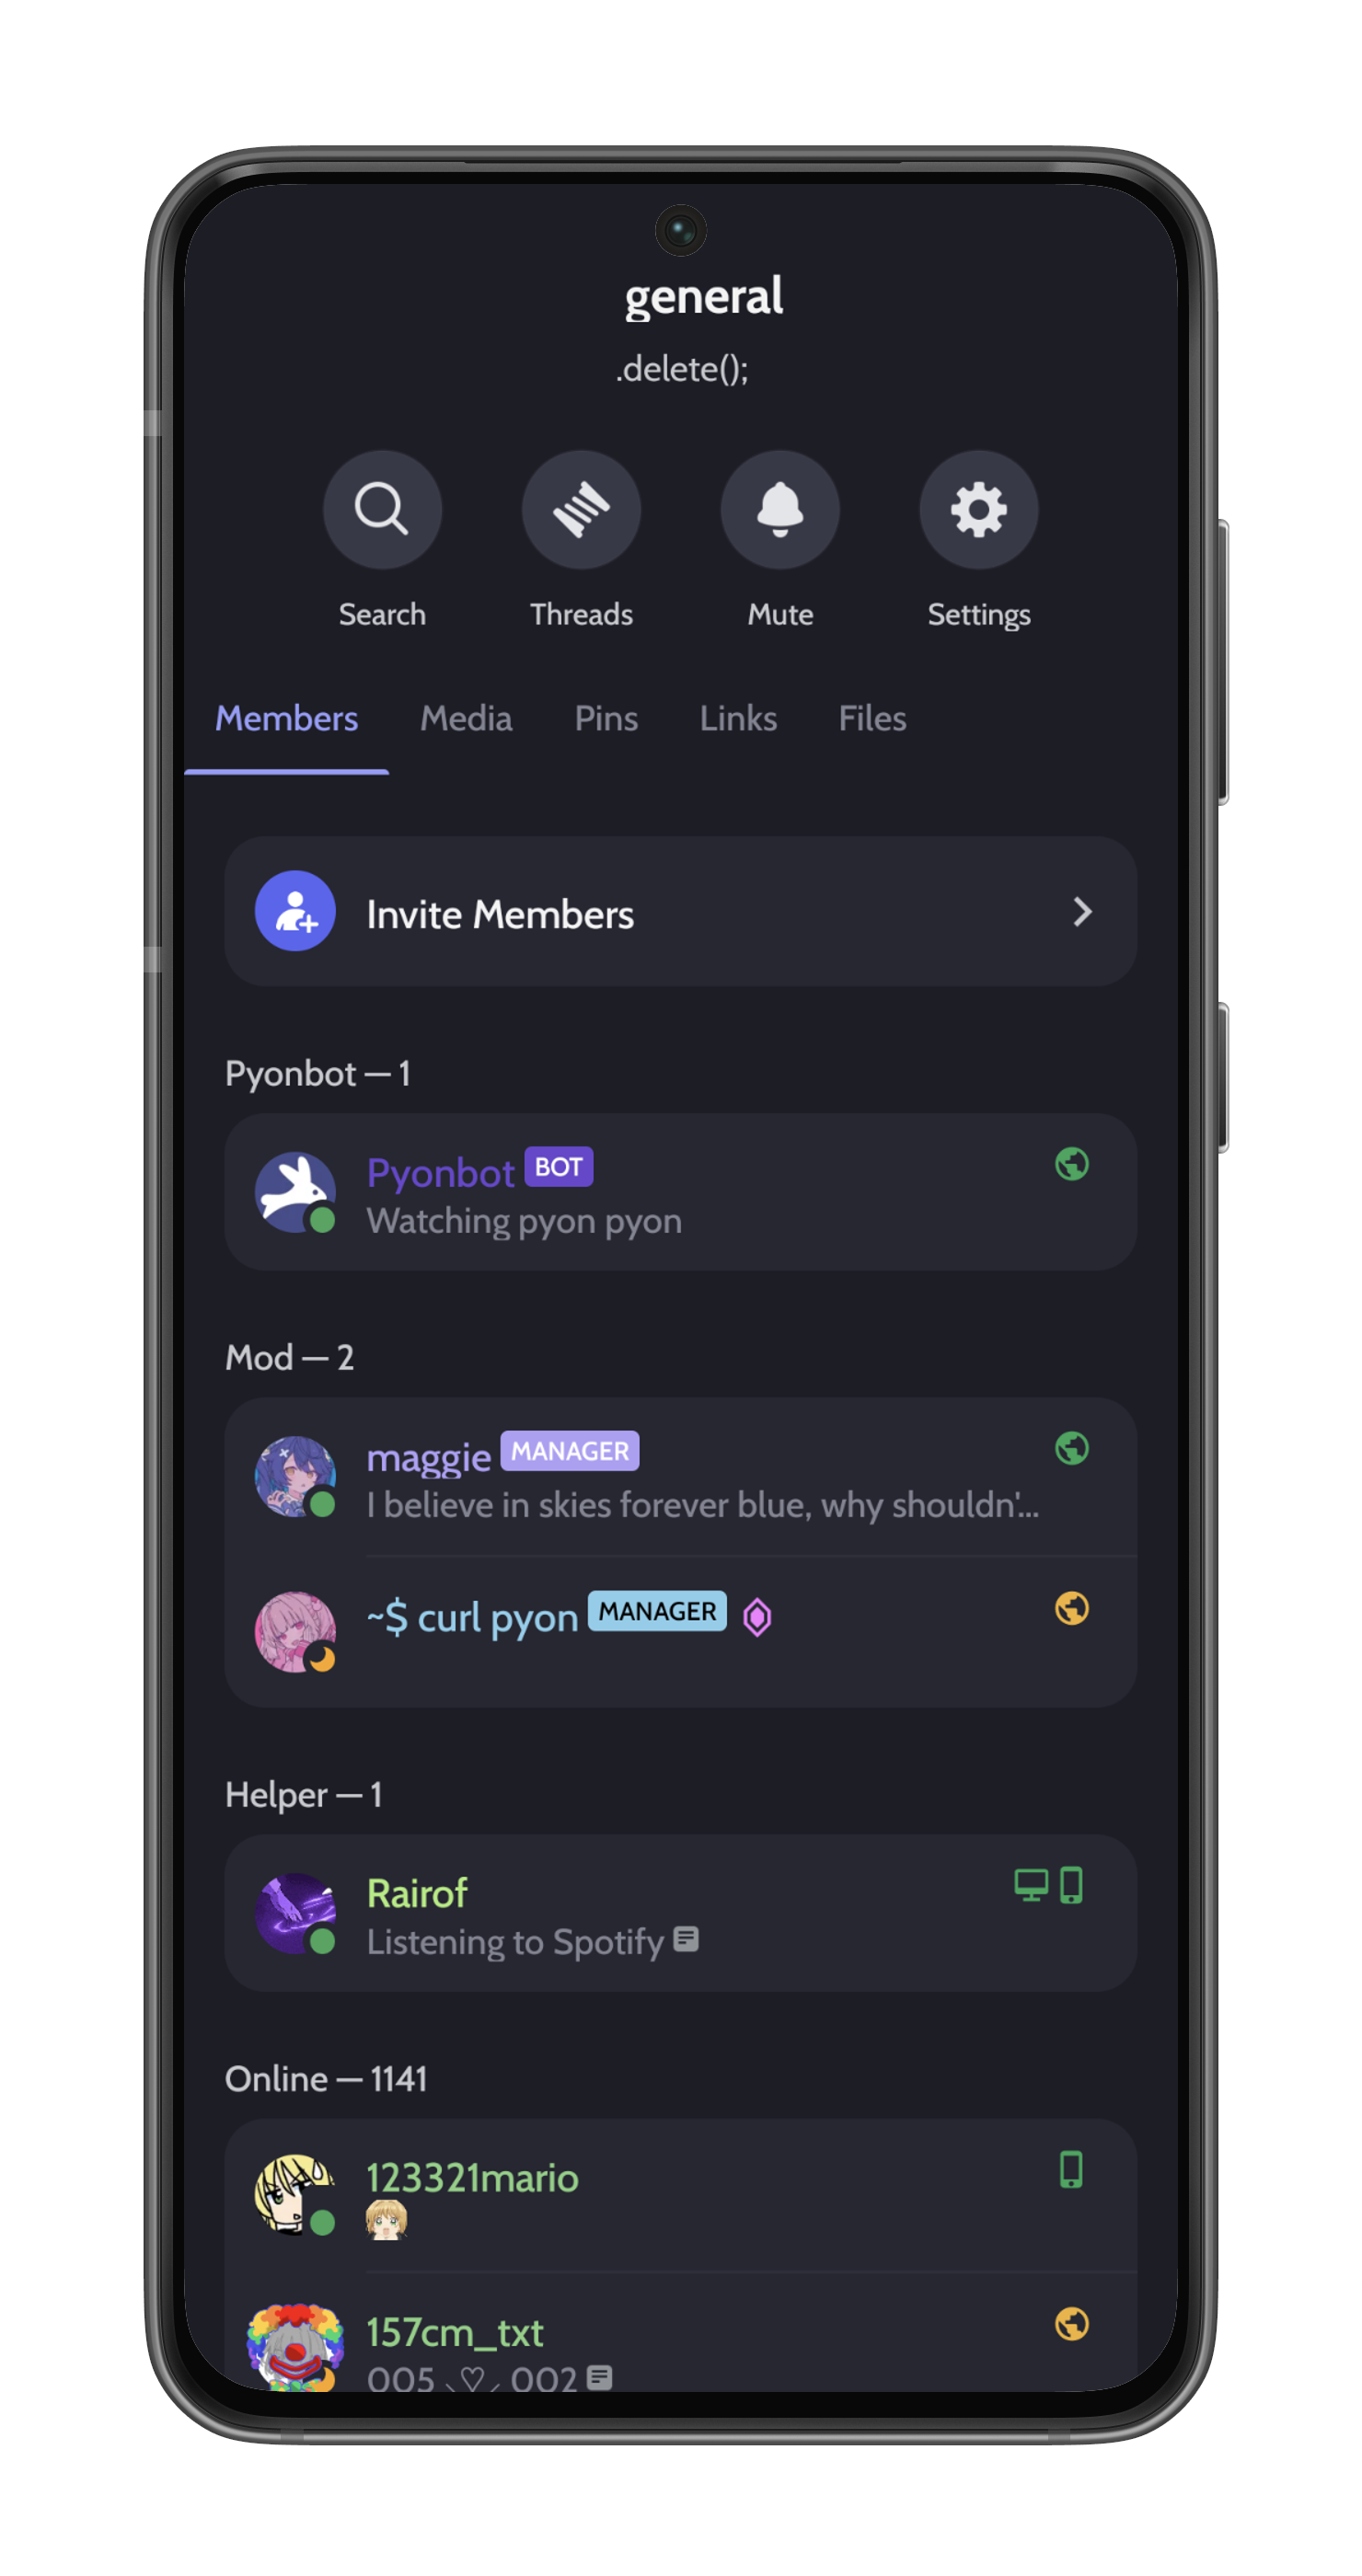 general
.delete();
Search Threads Mute Settings
Members Media Pins Links Files
Invite Members
Pyonbot — 1
Pyonbot BOT
Watching pyon pyon
Mod — 2
maggie MANAGER
I believe in skies forever blue, why shouldn'...
~$ curl pyon MANAGER
Helper — 1
Rairof
Listening to Spotify
Online — 1141
123321mario
157cm_txt
005 ⸜♡⸝ 002